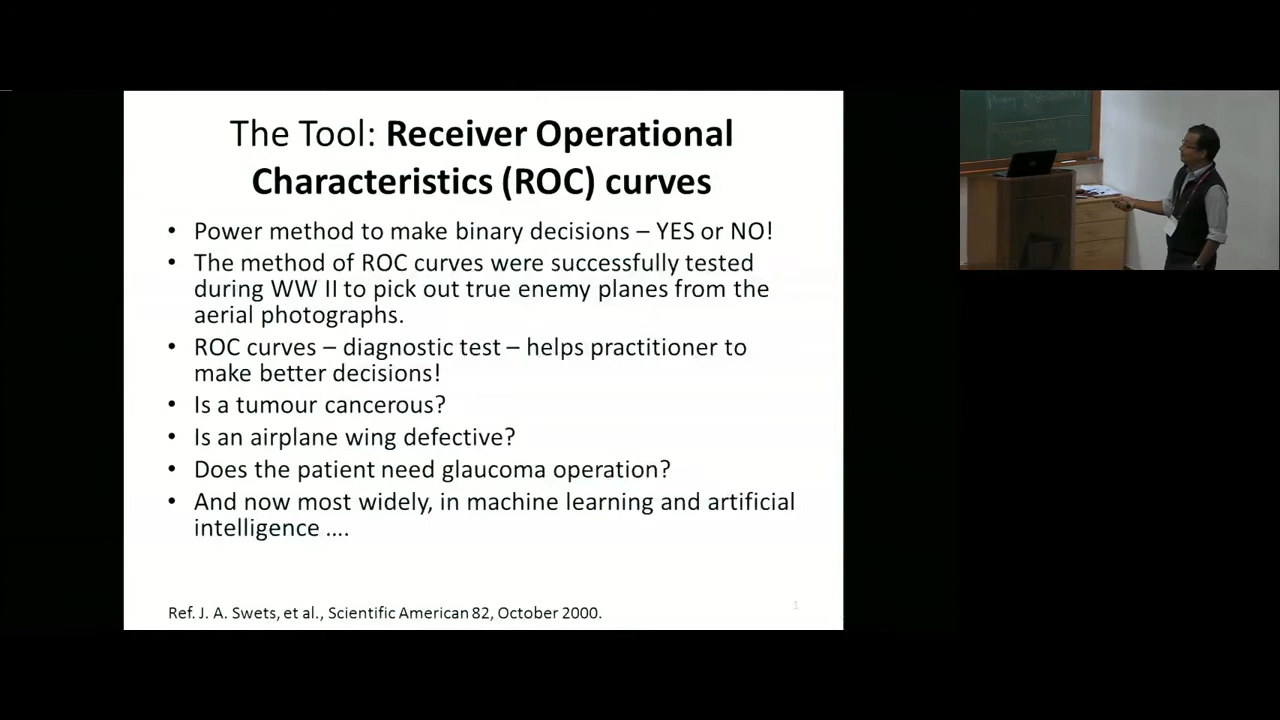 The Tool: Receiver Operational
Characteristics (ROC) curves
• Power method to make binary decisions – YES or NO!
• The method of ROC curves were successfully tested
during WW II to pick out true enemy planes from the
aerial photographs.
• ROC curves – diagnostic test – helps practitioner to
make better decisions!
• Is a tumour cancerous?
• Is an airplane wing defective?
• Does the patient need glaucoma operation?
• And now most widely, in machine learning and artificial
intelligence ....
Ref. J. A. Swets, et al., Scientific American 82, October 2000.
1